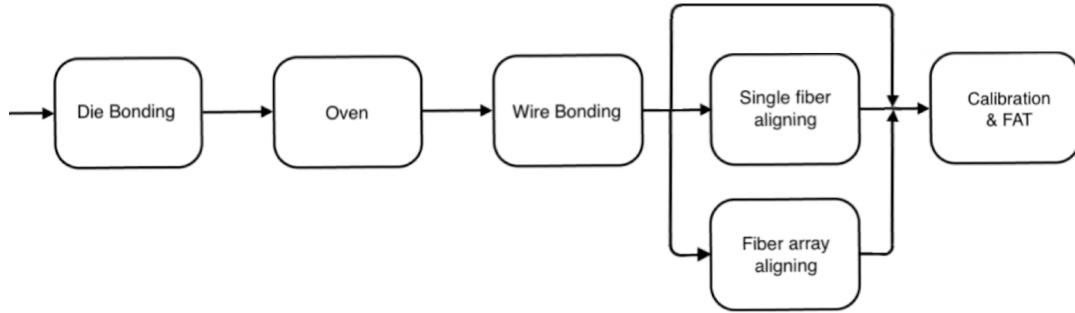 Die Bonding
Oven
Wire Bonding
Single fiber
aligning
Fiber array
aligning
Calibration
& FAT